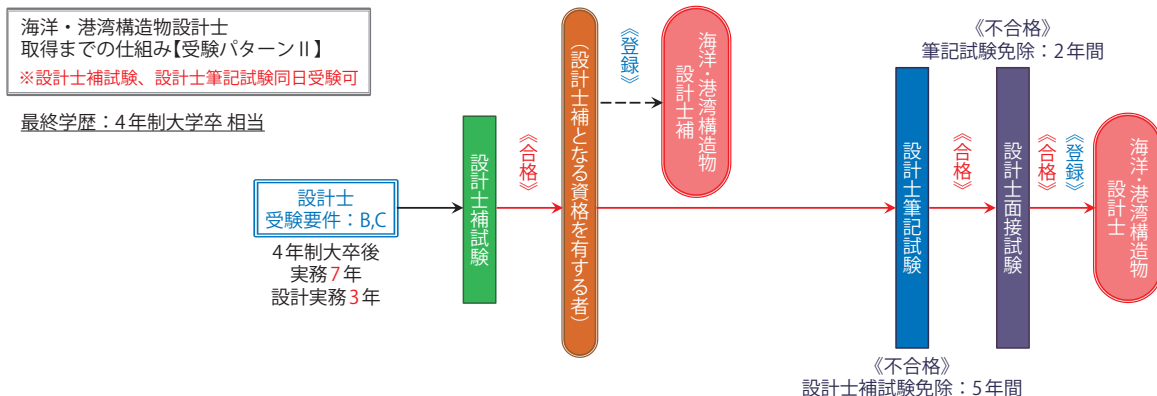 海洋・港湾構造物設計士
取得までの仕組み【受験パターンⅡ】
※設計士補試験、設計士筆記試験同日受験可
最終学歴：4年制大学卒 相当
設計士
受験要件：B,C
4年制大卒後
実務7年
設計実務3年
設計士補試験
《合格》
（設計士補となる資格を有する者）
《登録》
海洋・港湾構造物
設計士補
《不合格》
筆記試験免除：2年間
設計士筆記試験
《合格》
設計士面接試験
《合格》
《登録》
海洋・港湾構造物
設計士
《不合格》
設計士補試験免除：5年間